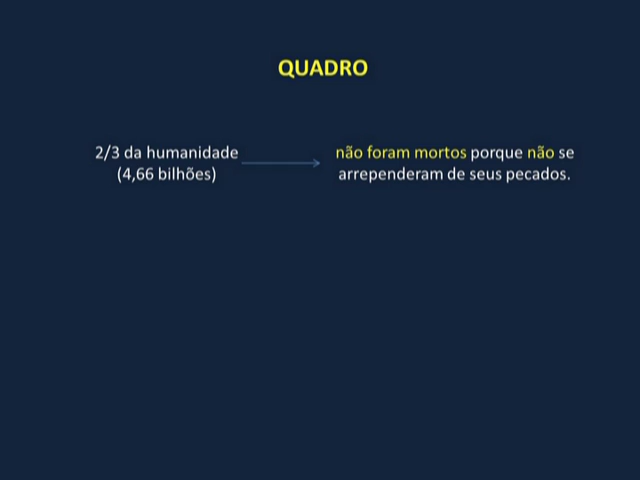 QUADRO
2/3 da humanidade
(4,66 bilhões)
não foram mortos porque não se
arrependeram de seus pecados.